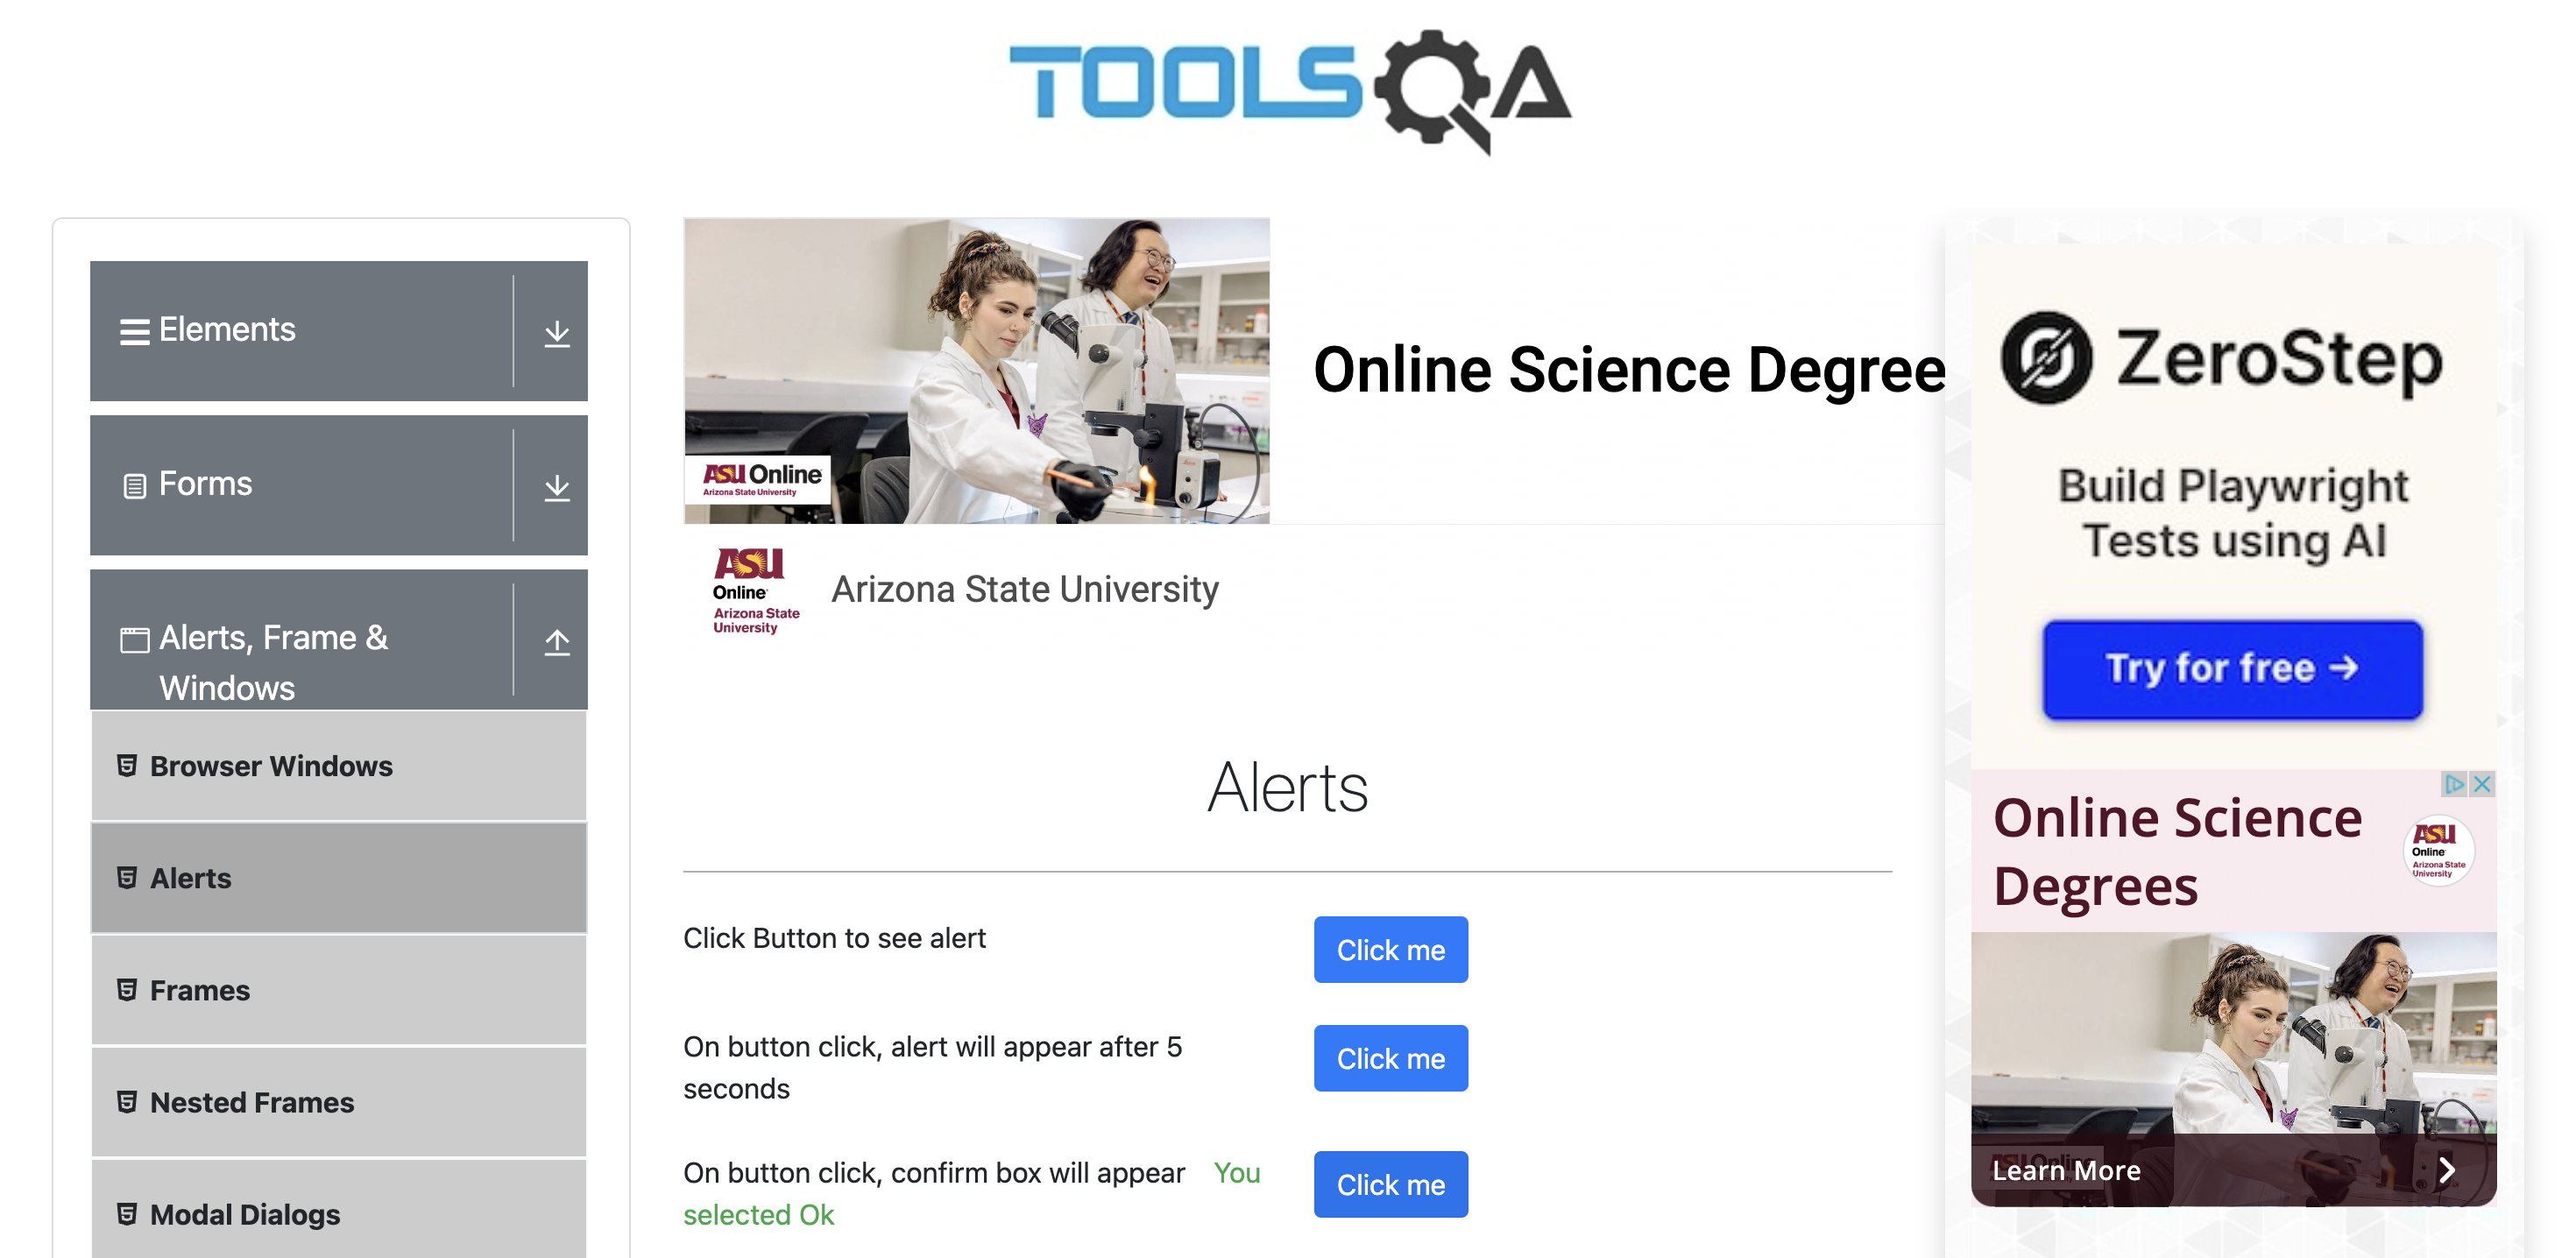 TOOLSQA
Elements
Forms
Alerts, Frame &
Windows
Browser Windows
Alerts
Frames
Nested Frames
Modal Dialogs
ASU Online
Arizona State University
Online Science Degree
ASU
Online
Arizona State
University
Arizona State University
Alerts
Click Button to see alert
Click me
On button click, alert will appear after 5
seconds
Click me
On button click, confirm box will appear You
selected Ok
Click me
ZeroStep
Build Playwright
Tests using AI
Try for free →
Online Science
Degrees
ASU
Online
Arizona State
University
Learn More